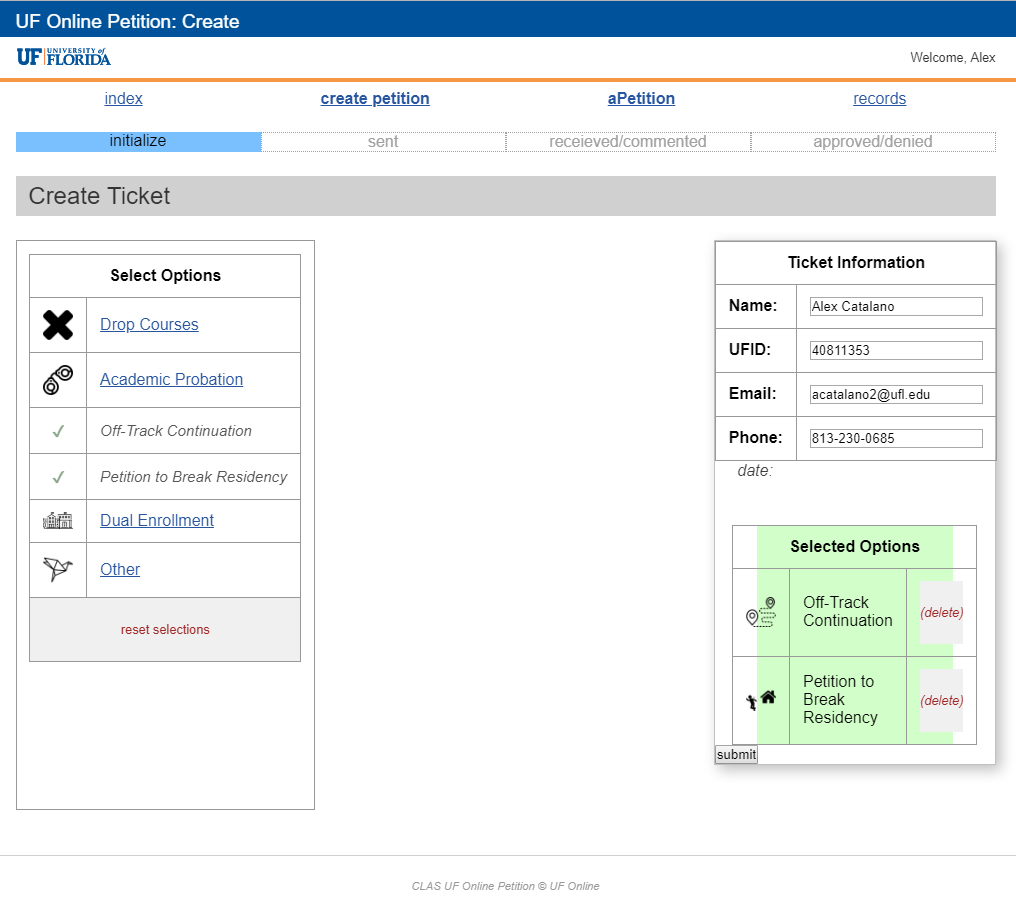 UF Online Petition: Create
UF UNIVERSITY of
FLORIDA
Welcome, Alex
index create petition aPetition records
initialize sent receieved/commented approved/denied
Create Ticket
Select Options
Drop Courses
Academic Probation
✓ Off-Track Continuation
✓ Petition to Break Residency
Dual Enrollment
Other
reset selections
Ticket Information
Name: Alex Catalano
UFID: 40811353
Email: acatalano2@ufl.edu
Phone: 813-230-0685
date:
Selected Options
Off-Track
Continuation
(delete)
Petition to
Break
Residency
(delete)
submit
CLAS UF Online Petition © UF Online